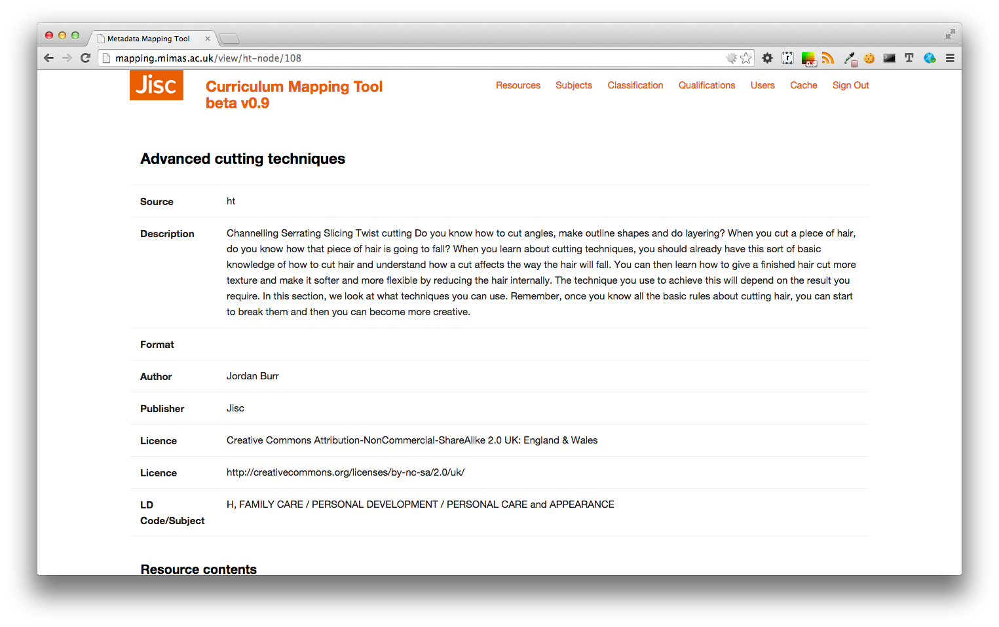 Metadata Mapping Tool
mapping.mimas.ac.uk/view/ht-node/108
Jisc
Curriculum Mapping Tool
beta v0.9
Resources Subjects Classification Qualifications Users Cache Sign Out
Advanced cutting techniques
Source ht
Description Channelling Serrating Slicing Twist cutting Do you know how to cut angles, make outline shapes and do layering? When you cut a piece of hair,
do you know how that piece of hair is going to fall? When you learn about cutting techniques, you should already have this sort of basic
knowledge of how to cut hair and understand how a cut affects the way the hair will fall. You can then learn how to give a finished hair cut more
texture and make it softer and more flexible by reducing the hair internally. The technique you use to achieve this will depend on the result you
require. In this section, we look at what techniques you can use. Remember, once you know all the basic rules about cutting hair, you can start
to break them and then you can become more creative.
Format
Author Jordan Burr
Publisher Jisc
Licence Creative Commons Attribution-NonCommercial-ShareAlike 2.0 UK: England & Wales
Licence http://creativecommons.org/licenses/by-nc-sa/2.0/uk/
LD H, FAMILY CARE / PERSONAL DEVELOPMENT / PERSONAL CARE and APPEARANCE
Code/Subject
Resource contents